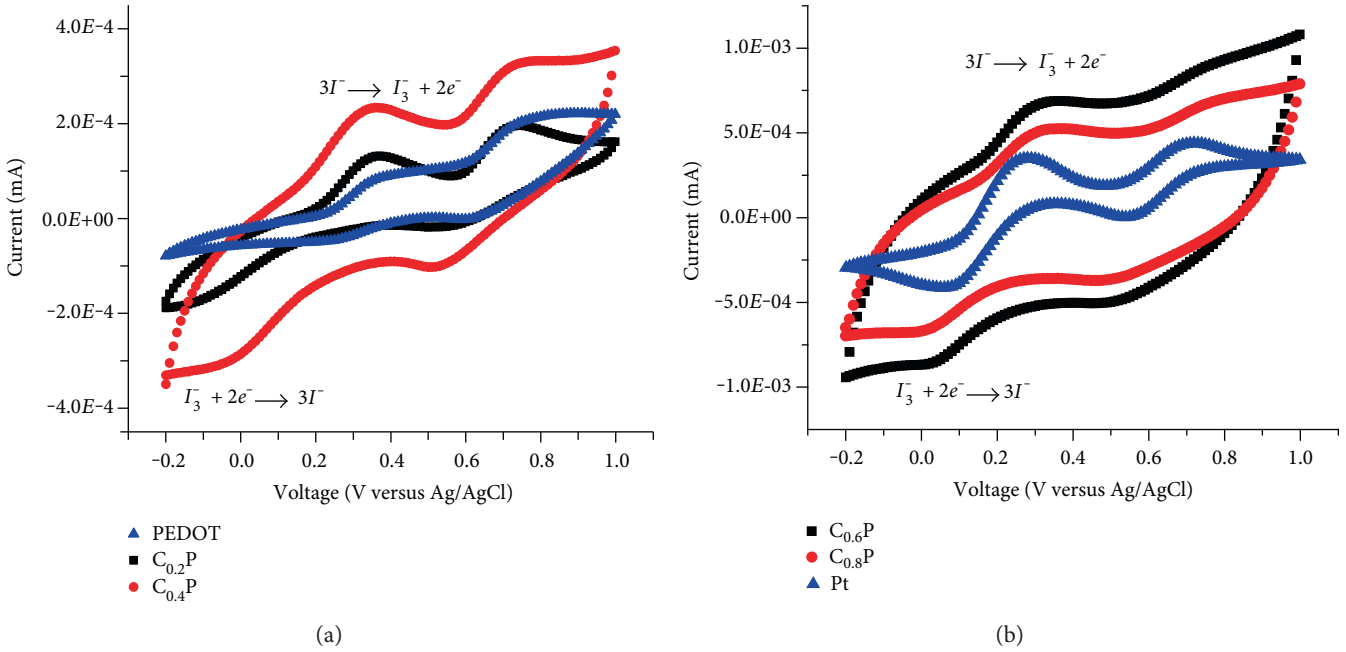 4.0E−4
2.0E−4
0.0E+00
−2.0E−4
−4.0E−4
Current (mA)
3I⁻ → I₃⁻ + 2e⁻
I₃⁻ + 2e⁻ → 3I⁻
−0.2 0.0 0.2 0.4 0.6 0.8 1.0
Voltage (V versus Ag/AgCl)
PEDOT
C₀.₂P
C₀.₄P
(a)
1.0E−03
5.0E−04
0.0E+00
−5.0E−04
−1.0E−03
Current (mA)
3I⁻ → I₃⁻ + 2e⁻
I₃⁻ + 2e⁻ → 3I⁻
−0.2 0.0 0.2 0.4 0.6 0.8 1.0
Voltage (V versus Ag/AgCl)
C₀.₆P
C₀.₈P
Pt
(b)